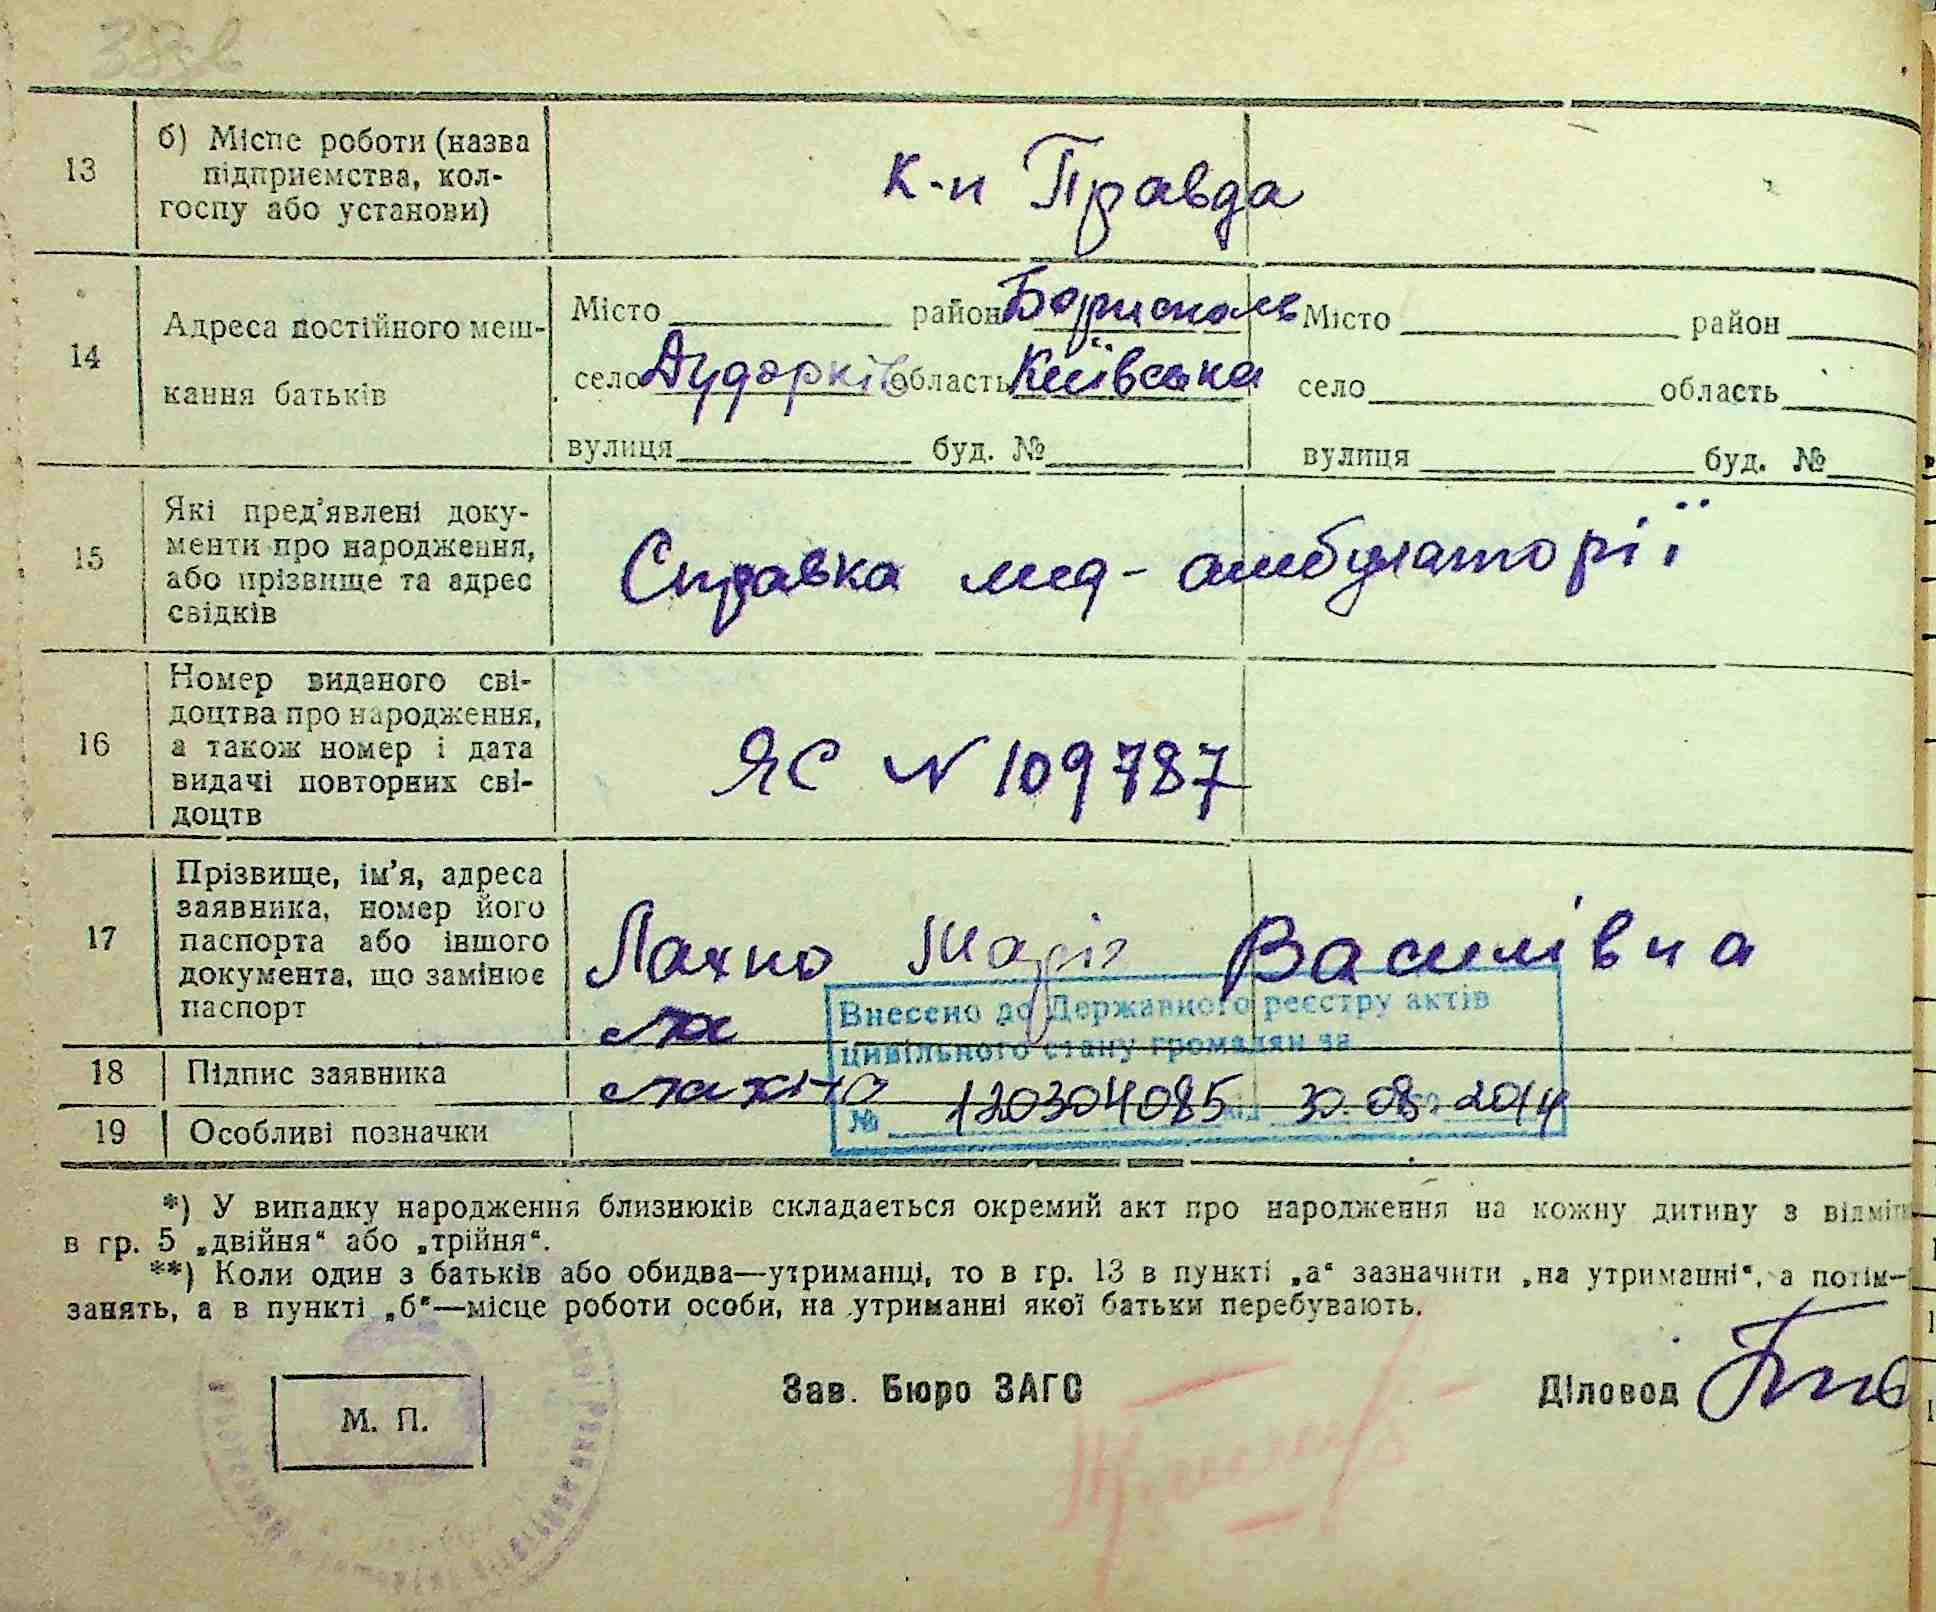 13
б) Місце роботи (назва
підприємства, кол-
госпу або установи)
к-п Правда
14
Адреса постійного меш-
кання батьків
Місто район Бориспаль Місто район
село Дударків область Київська село область
вулиця буд. № вулиця буд. №
15
Які пред'явлені доку-
менти про народження,
або прізвище та адрес
свідків
Справка мед-амбулаторії
16
Номер виданого сві-
доцтва про народження,
а також номер і дата
видачі повторних сві-
доцтв
ЯС N 109787
17
Прізвище, ім'я, адреса
заявника, номер його
паспорта або іншого
документа, що замінює
паспорт
Лахно Марія Василівна
Внесено до Державного реєстру актів
цивільного стану громадян за
№ 120304085 від 30.08.2014
18 Підпис заявника
Лахно
19 Особливі позначки
*) У випадку народження близнюків складається окремий акт про народження на кожну дитину з відміт
в гр. 5 „двійня“ або „трійня“.
**) Коли один з батьків або обидва—утриманці, то в гр. 13 в пункті „а“ зазначити „на утриманні“, а потім—
занять, а в пункті „б“—місце роботи особи, на утриманні якої батьки перебувають.
М. П.
Зав. Бюро ЗАГС
Діловод